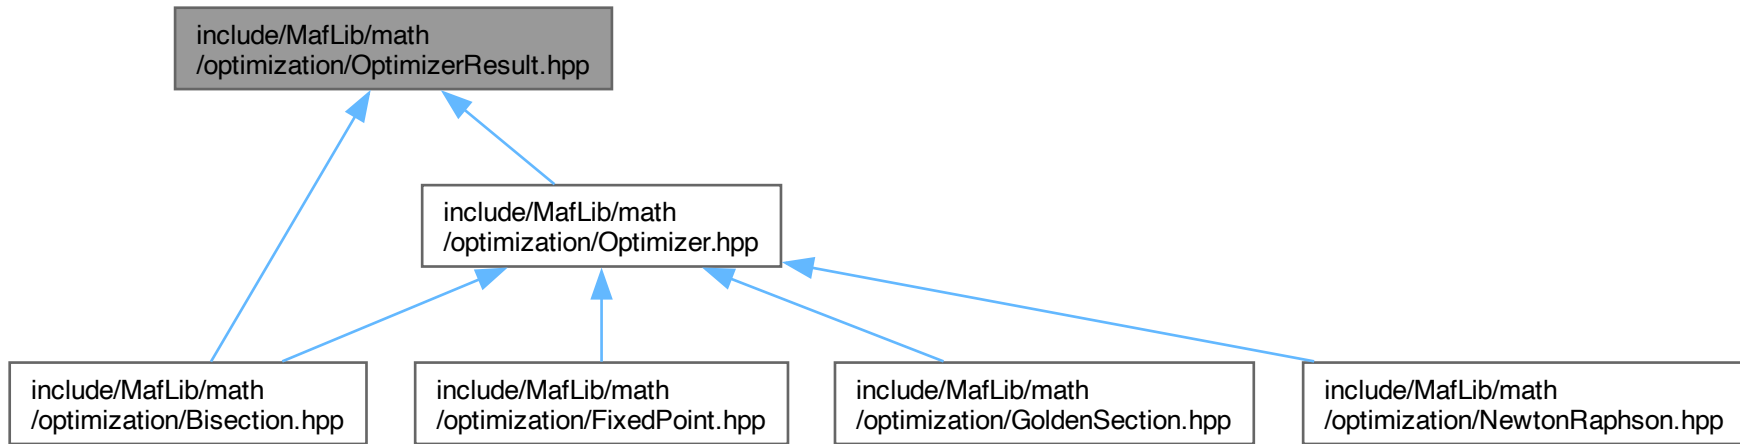 include/MafLib/math
/optimization/OptimizerResult.hpp
include/MafLib/math
/optimization/Optimizer.hpp
include/MafLib/math
/optimization/Bisection.hpp
include/MafLib/math
/optimization/FixedPoint.hpp
include/MafLib/math
/optimization/GoldenSection.hpp
include/MafLib/math
/optimization/NewtonRaphson.hpp